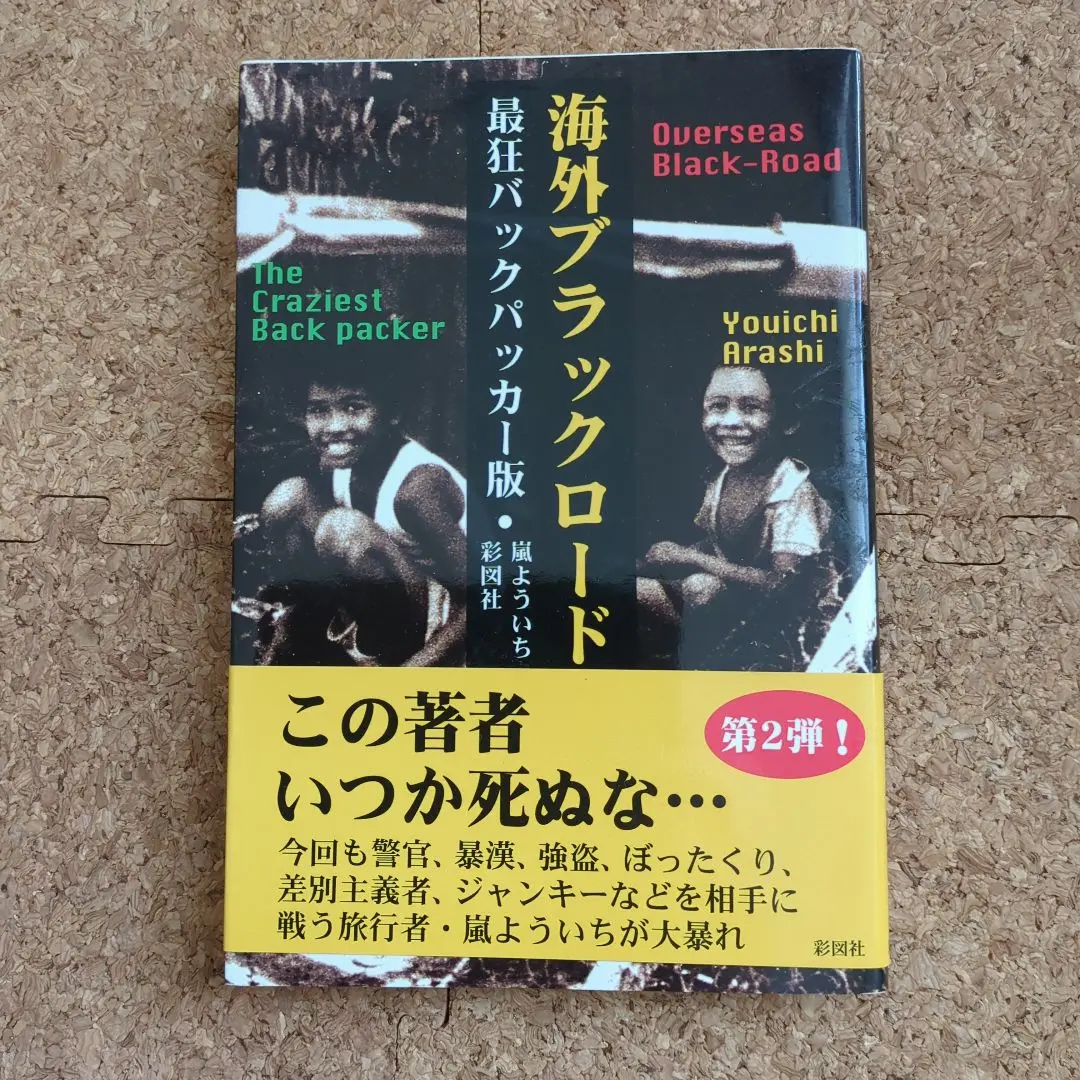 海外ブラックロード
最狂バックパッカー版・
嵐よういち
彩図社
Overseas
Black-Road
The
Craziest
Back packer
Youichi
Arashi
第2弾!
この著者
いつか死ぬな…
今回も警官、暴漢、強盗、ぼったくり、
差別主義者、ジャンキーなどを相手に
戦う旅行者・嵐よういちが大暴れ
彩図社